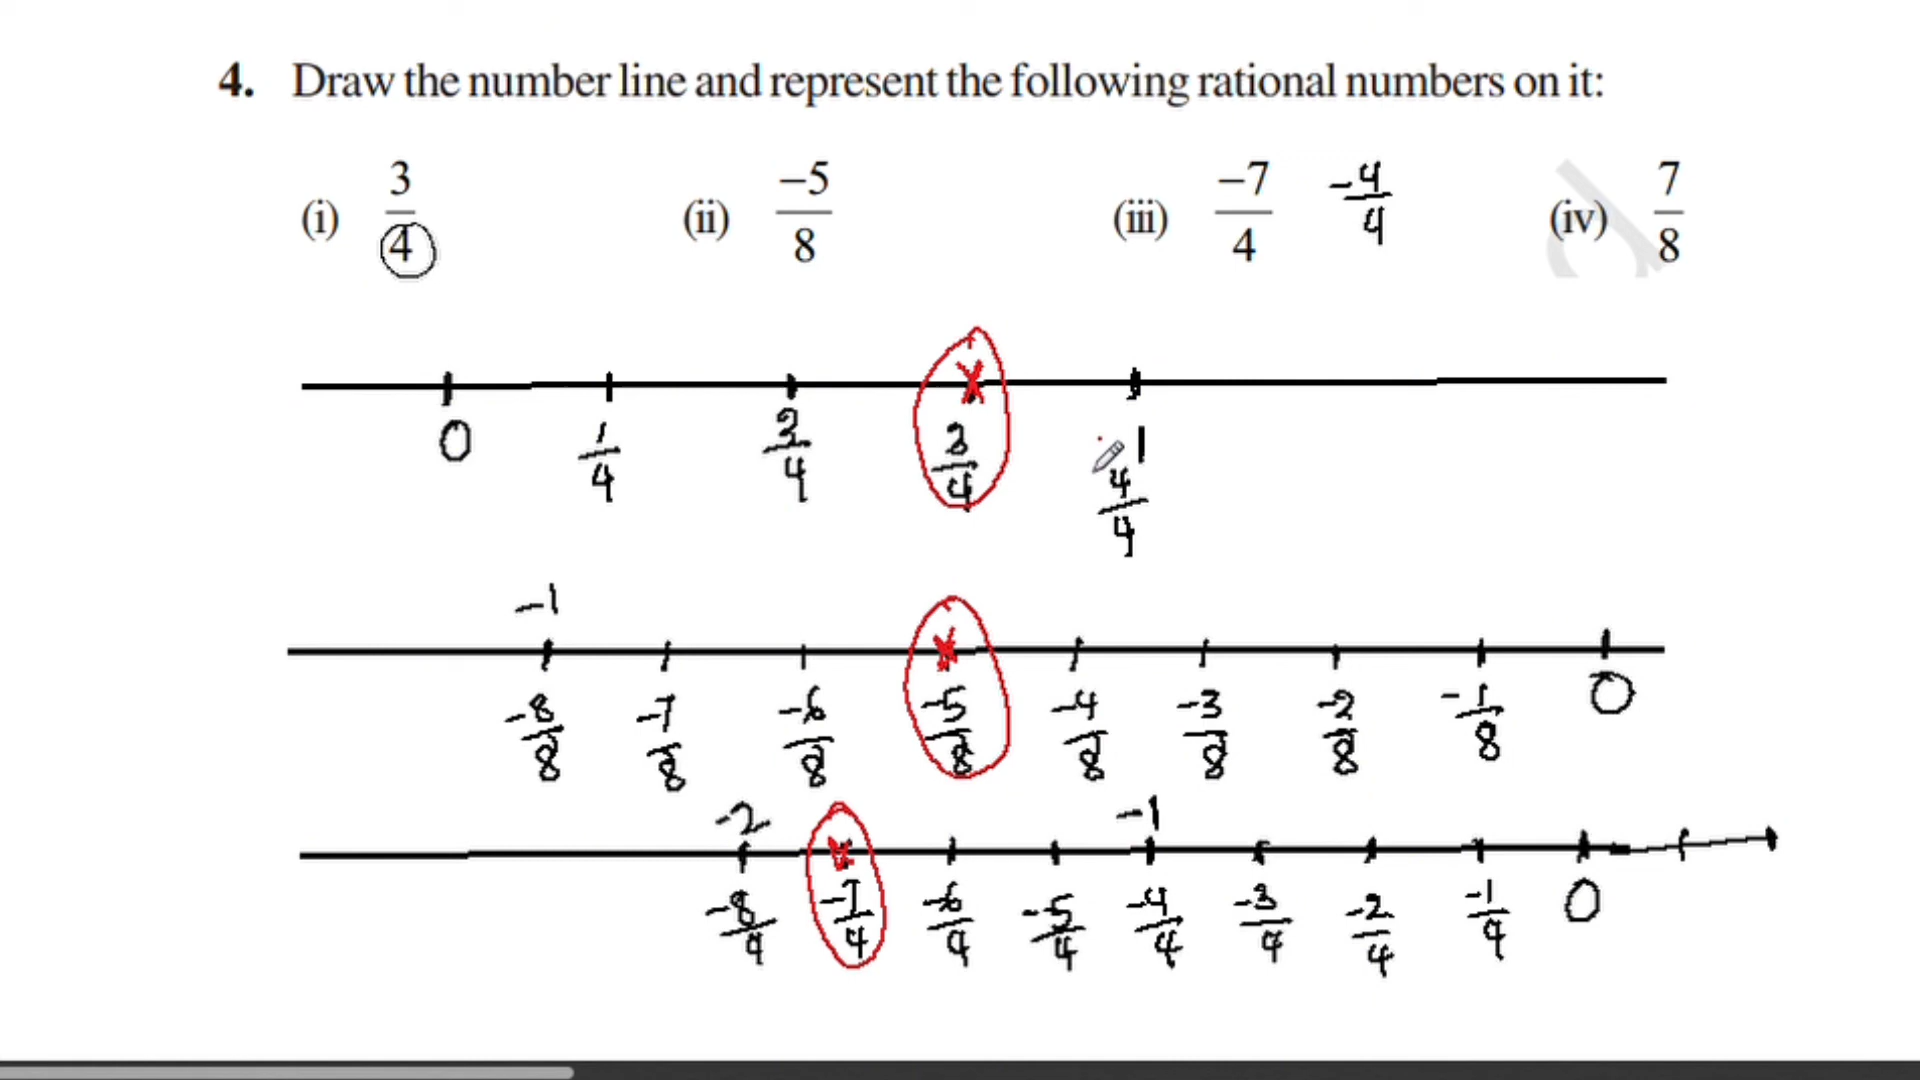 4. Draw the number line and represent the following rational numbers on it:
(i) 3/4 (ii) −5/8 (iii) −7/4 -4/4 (iv) 7/8
0 1/4 2/4 3/4 1
4/4
-1
-8/8 -7/8 -6/8 -5/8 -4/8 -3/8 -2/8 -1/8 0
-2 -1
-8/4 -7/4 -6/4 -5/4 -4/4 -3/4 -2/4 -1/4 0